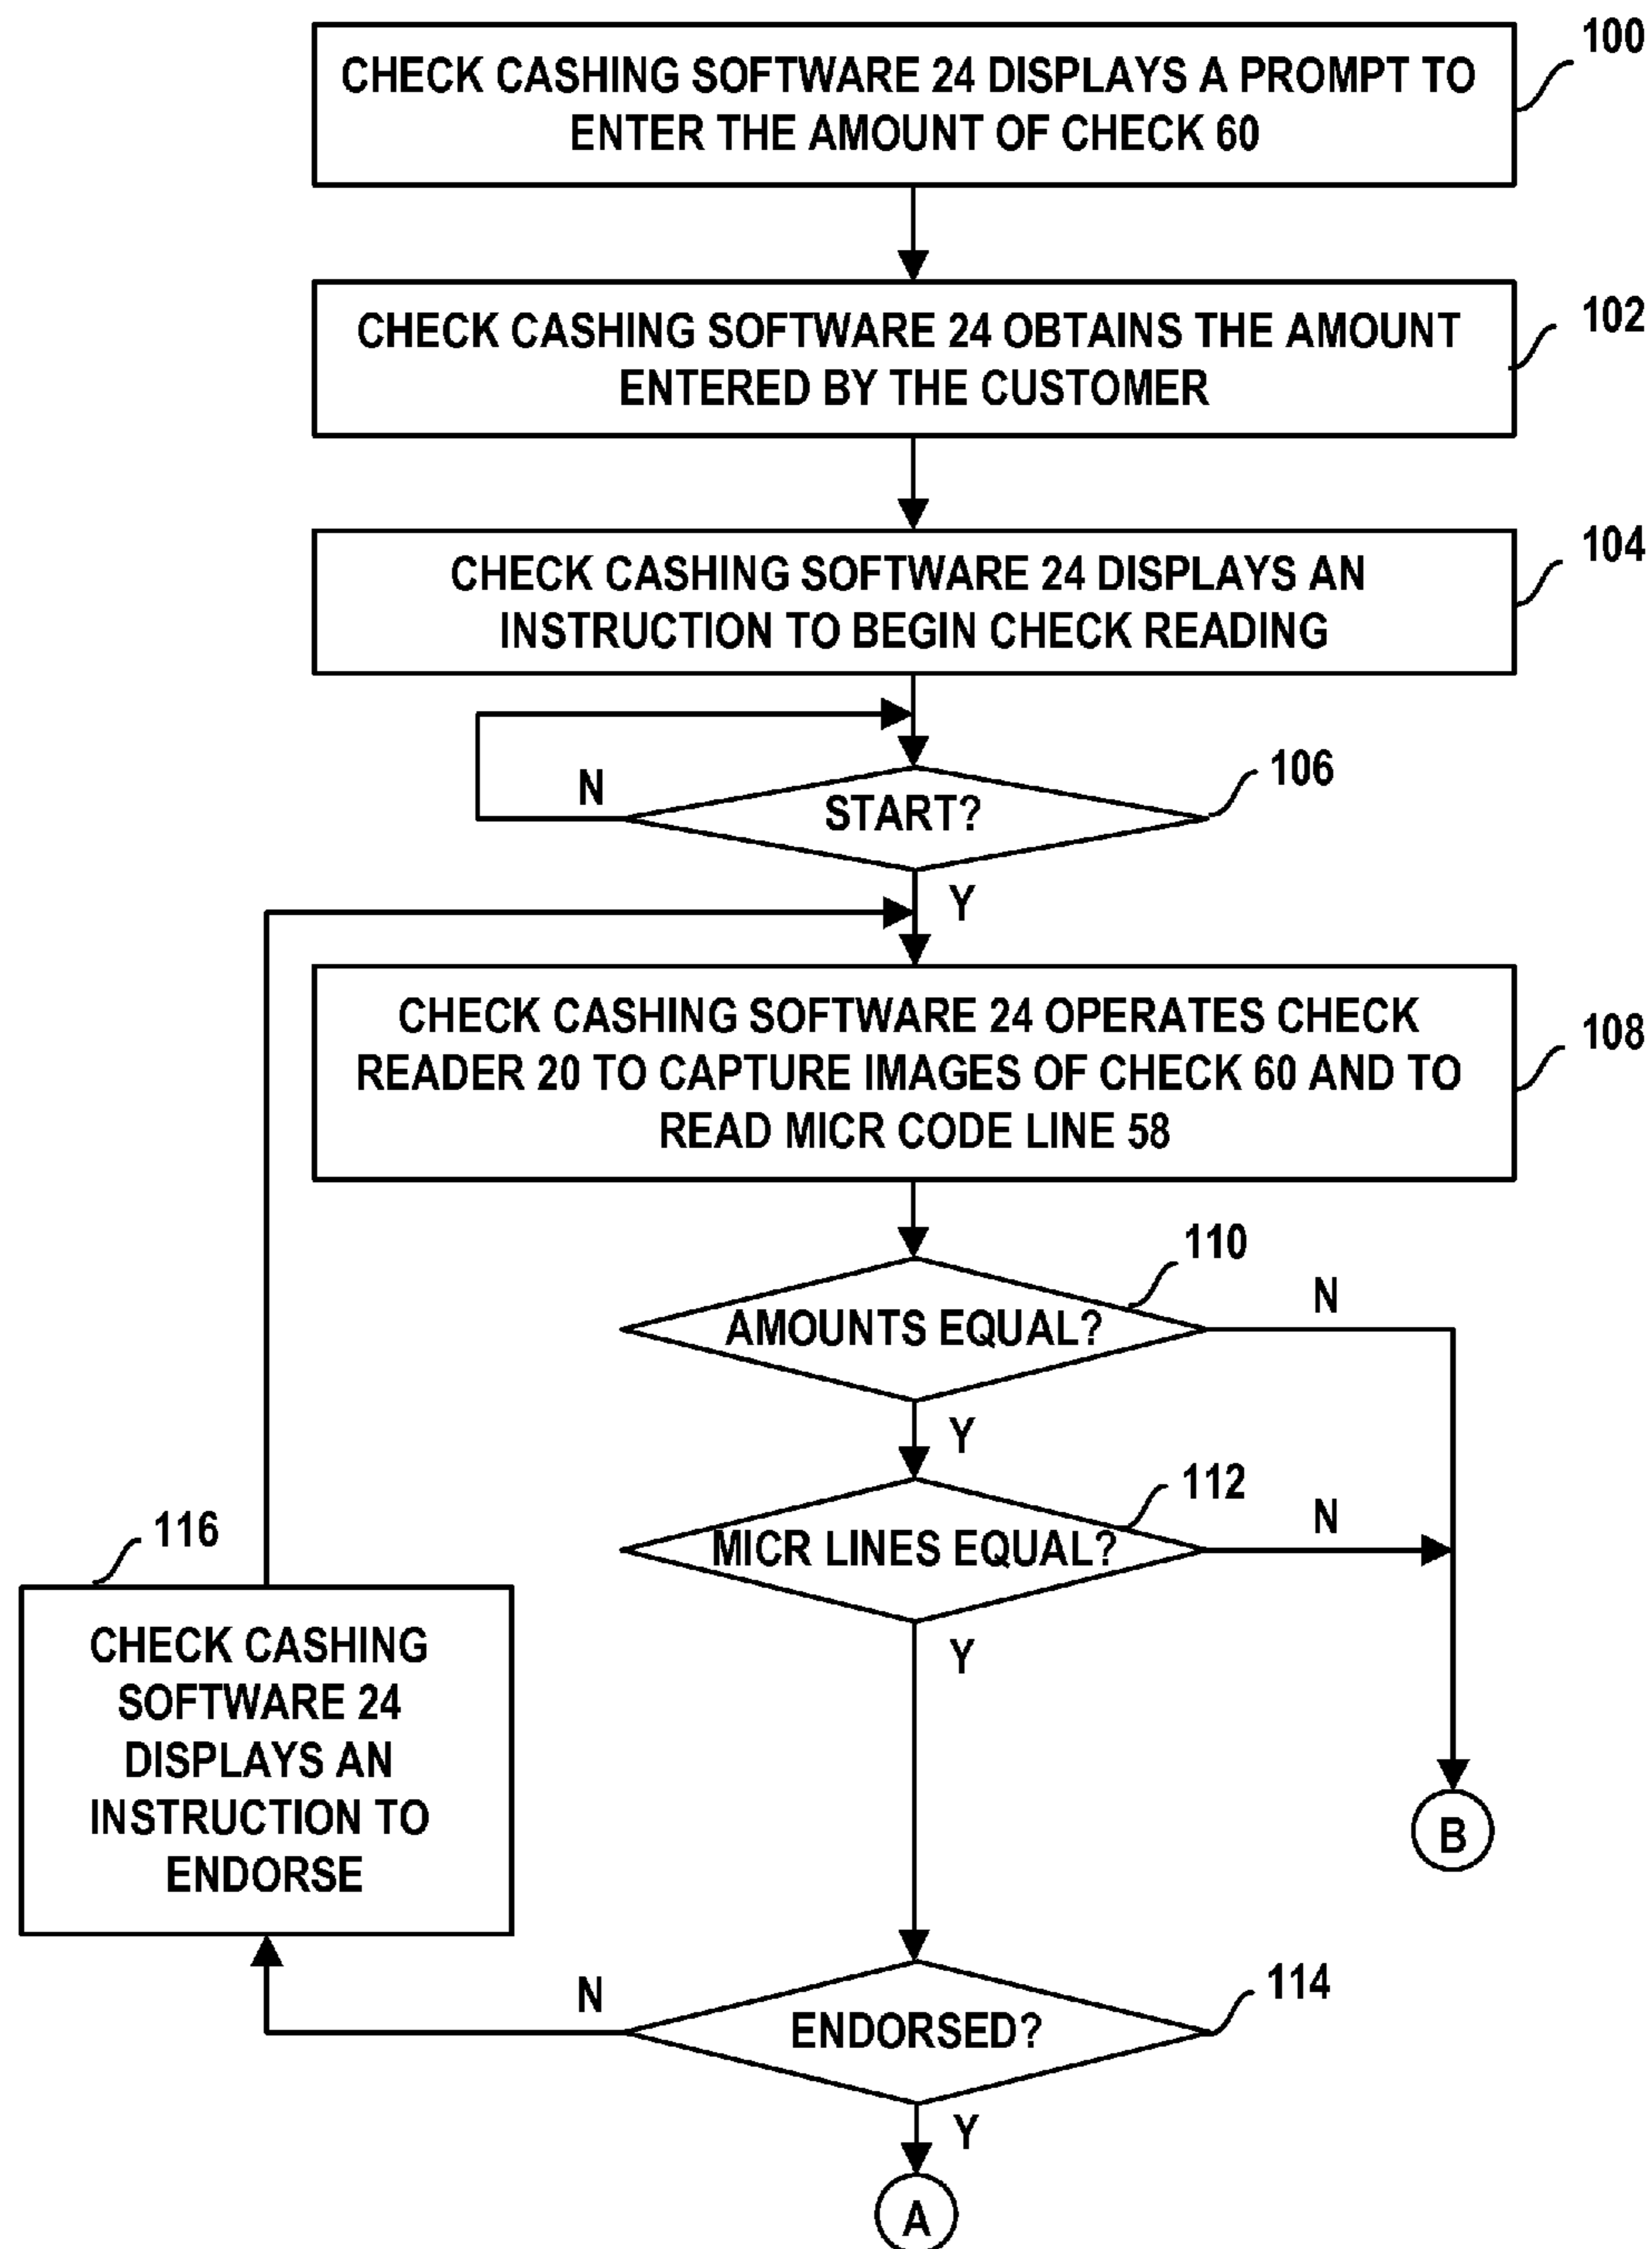 100
CHECK CASHING SOFTWARE 24 DISPLAYS A PROMPT TO
ENTER THE AMOUNT OF CHECK 60
102
CHECK CASHING SOFTWARE 24 OBTAINS THE AMOUNT
ENTERED BY THE CUSTOMER
104
CHECK CASHING SOFTWARE 24 DISPLAYS AN
INSTRUCTION TO BEGIN CHECK READING
106
N
START?
Y
108
CHECK CASHING SOFTWARE 24 OPERATES CHECK
READER 20 TO CAPTURE IMAGES OF CHECK 60 AND TO
READ MICR CODE LINE 58
110
N
AMOUNTS EQUAL?
Y
112
N
MICR LINES EQUAL?
Y
116
CHECK CASHING
SOFTWARE 24
DISPLAYS AN
INSTRUCTION TO
ENDORSE
B
114
N
ENDORSED?
Y
A